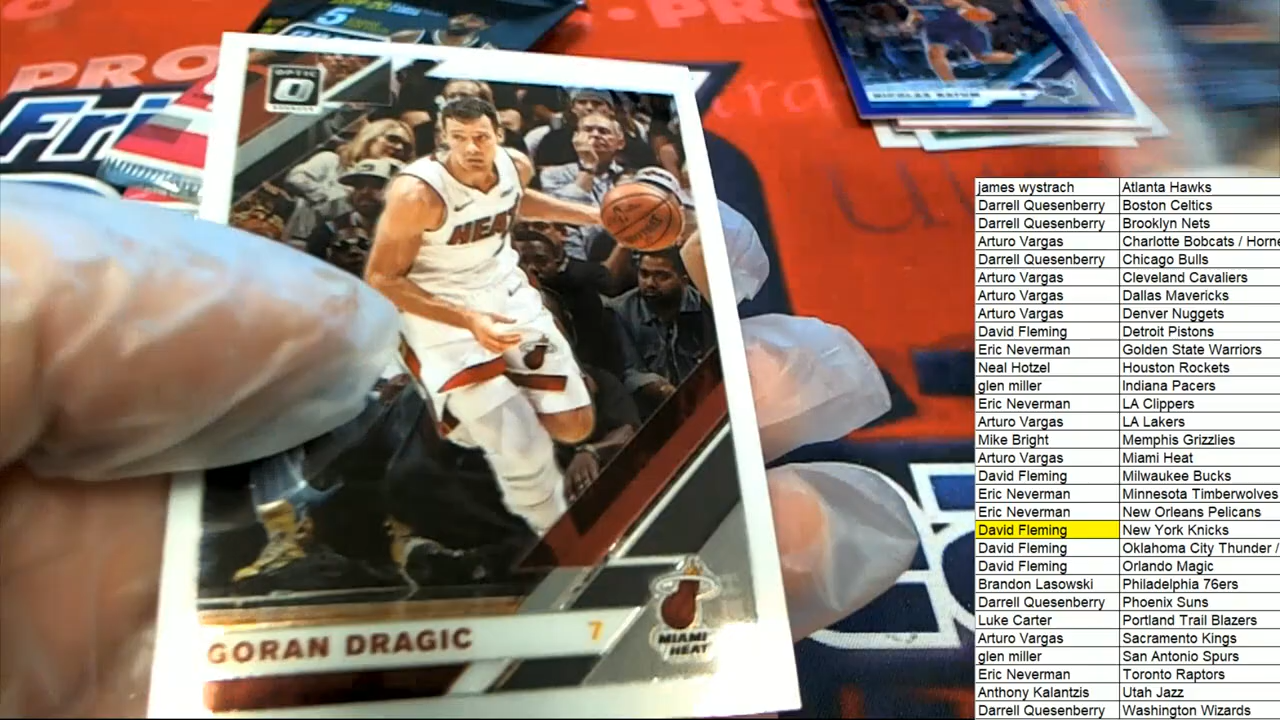 5
PRO
PRO
Fri
OPTIC
HEAT
GORAN DRAGIC 7
MIAMI
HEAT
NICOLAS BATUM
james wystrach Atlanta Hawks
Darrell Quesenberry Boston Celtics
Darrell Quesenberry Brooklyn Nets
Arturo Vargas Charlotte Bobcats / Horne
Darrell Quesenberry Chicago Bulls
Arturo Vargas Cleveland Cavaliers
Arturo Vargas Dallas Mavericks
Arturo Vargas Denver Nuggets
David Fleming Detroit Pistons
Eric Neverman Golden State Warriors
Neal Hotzel Houston Rockets
glen miller Indiana Pacers
Eric Neverman LA Clippers
Arturo Vargas LA Lakers
Mike Bright Memphis Grizzlies
Arturo Vargas Miami Heat
David Fleming Milwaukee Bucks
Eric Neverman Minnesota Timberwolves
Eric Neverman New Orleans Pelicans
David Fleming New York Knicks
David Fleming Oklahoma City Thunder /
David Fleming Orlando Magic
Brandon Lasowski Philadelphia 76ers
Darrell Quesenberry Phoenix Suns
Luke Carter Portland Trail Blazers
Arturo Vargas Sacramento Kings
glen miller San Antonio Spurs
Eric Neverman Toronto Raptors
Anthony Kalantzis Utah Jazz
Darrell Quesenberry Washington Wizards